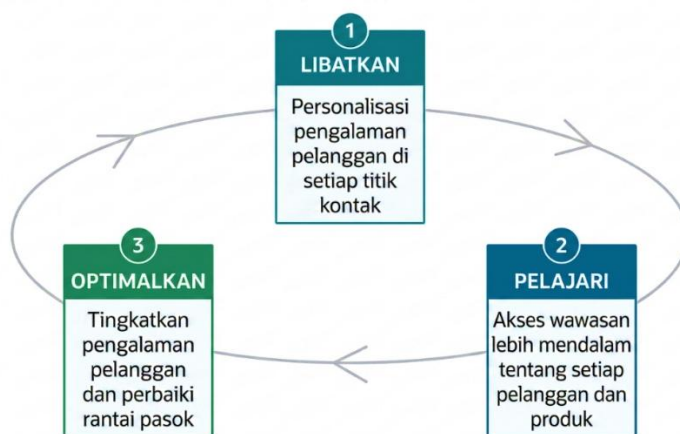 1
LIBATKAN
Personalisasi
pengalaman
pelanggan di
setiap titik
kontak
2
PELAJARI
Akses wawasan
lebih mendalam
tentang setiap
pelanggan dan
produk
3
OPTIMALKAN
Tingkatkan
pengalaman
pelanggan
dan perbaiki
rantai pasok